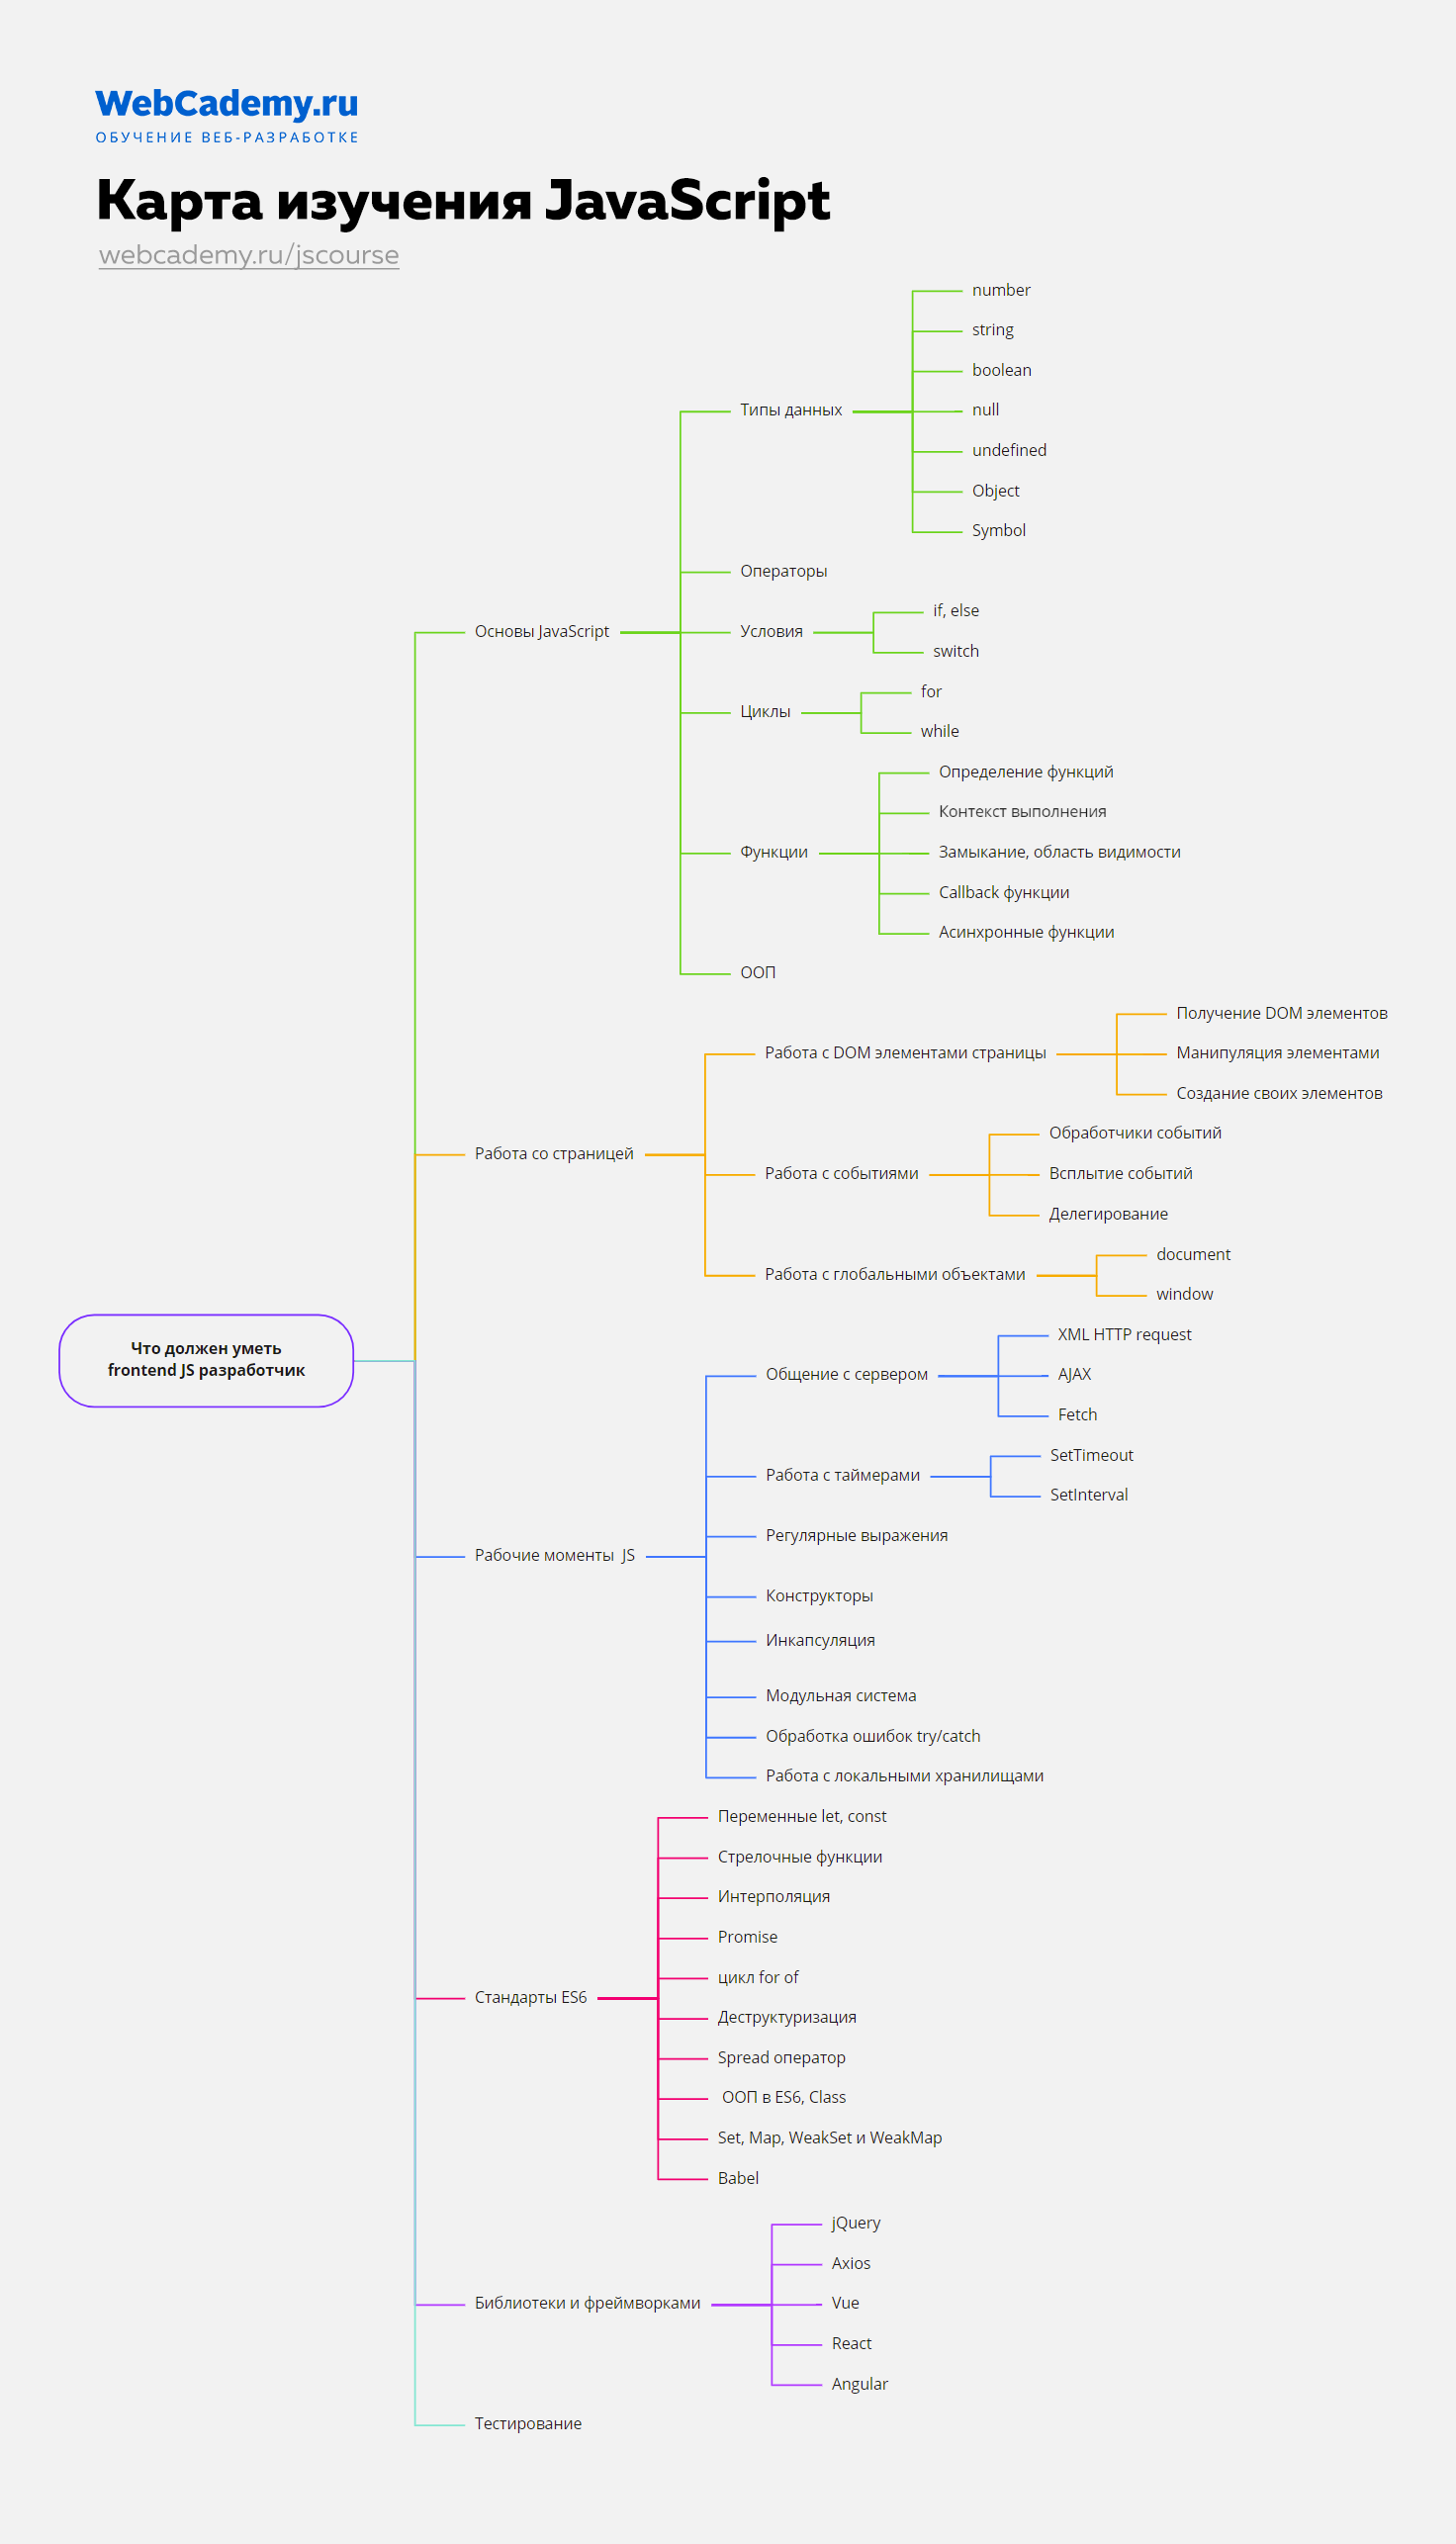 WebCademy.ru
ОБУЧЕНИЕ ВЕБ-РАЗРАБОТКЕ
Карта изучения JavaScript
webcademy.ru/jscourse
Что должен уметь
frontend JS разработчик
Основы JavaScript
Типы данных
number
string
boolean
null
undefined
Object
Symbol
Операторы
Условия
if, else
switch
Циклы
for
while
Функции
Определение функций
Контекст выполнения
Замыкание, область видимости
Callback функции
Асинхронные функции
ООП
Работа со страницей
Работа с DOM элементами страницы
Получение DOM элементов
Манипуляция элементами
Создание своих элементов
Работа с событиями
Обработчики событий
Всплытие событий
Делегирование
Работа с глобальными объектами
document
window
Рабочие моменты JS
Общение с сервером
XML HTTP request
AJAX
Fetch
Работа с таймерами
SetTimeout
SetInterval
Регулярные выражения
Конструкторы
Инкапсуляция
Модульная система
Обработка ошибок try/catch
Работа с локальными хранилищами
Стандарты ES6
Переменные let, const
Стрелочные функции
Интерполяция
Promise
цикл for of
Деструктуризация
Spread оператор
ООП в ES6, Class
Set, Map, WeakSet и WeakMap
Babel
Библиотеки и фреймворками
jQuery
Axios
Vue
React
Angular
Тестирование